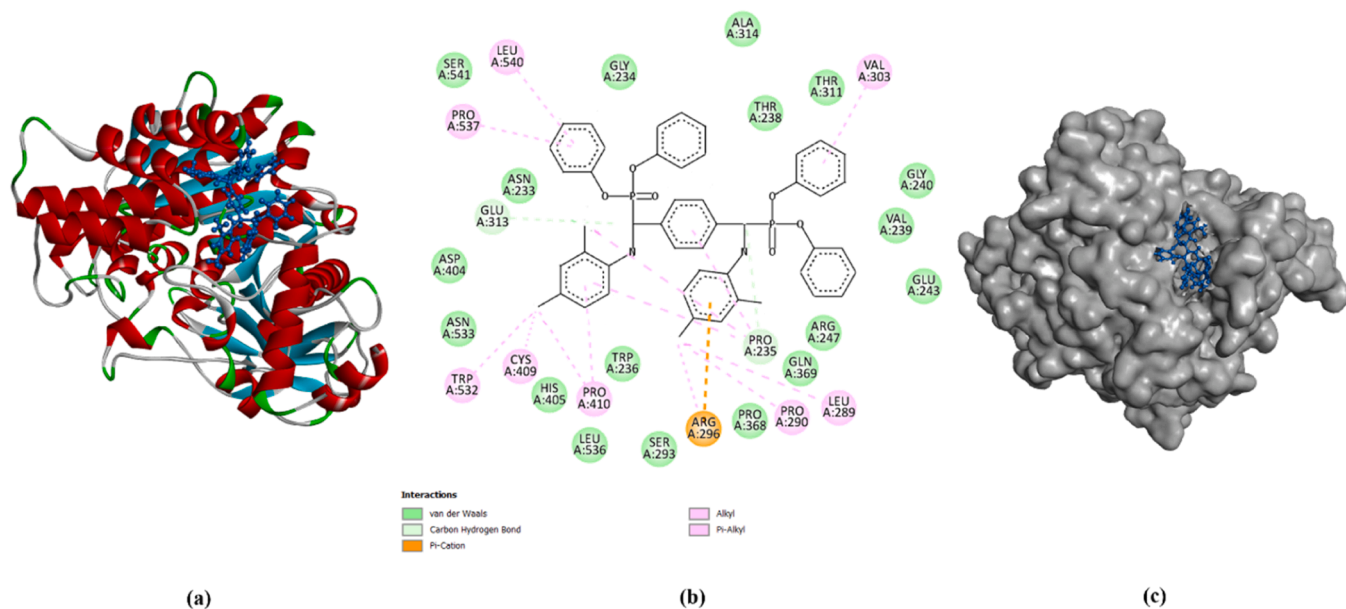 ALA
A:314
LEU
A:540
SER
A:541
GLY
A:234
VAL
A:303
THR
A:311
THR
A:238
PRO
A:537
ASN
A:233
GLY
A:240
GLU
A:313
VAL
A:239
ASP
A:404
GLU
A:243
ASN
A:533
ARG
A:247
PRO
A:235
GLN
A:369
TRP
A:532
CYS
A:409
HIS
A:405
TRP
A:236
PRO
A:410
LEU
A:289
PRO
A:290
PRO
A:368
ARG
A:296
LEU
A:536
SER
A:293
O
O
P
O
N
O
P
O
O
N
Interactions
van der Waals
Carbon Hydrogen Bond
Pi-Cation
Alkyl
Pi-Alkyl
(a)
(b)
(c)